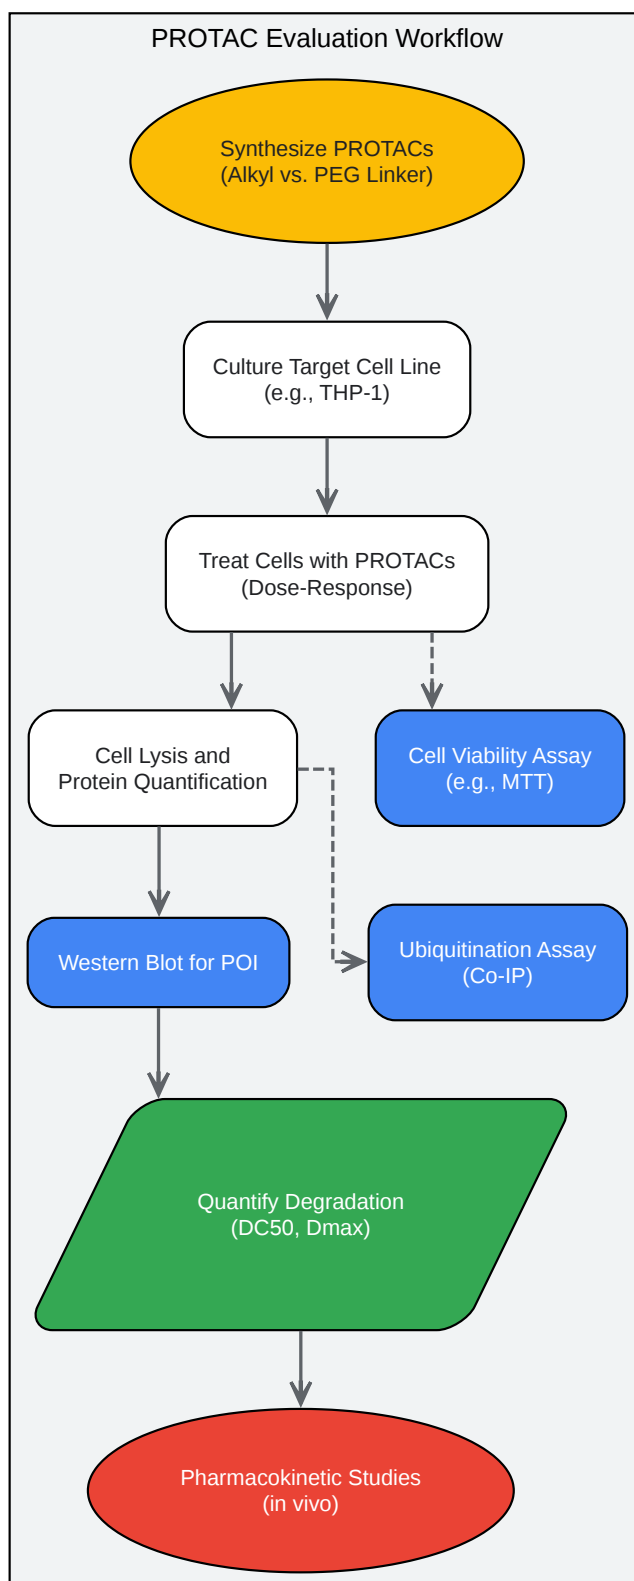 PROTAC Evaluation Workflow
Synthesize PROTACs
(Alkyl vs. PEG Linker)
Culture Target Cell Line
(e.g., THP-1)
Treat Cells with PROTACs
(Dose-Response)
Cell Lysis and
Protein Quantification
Cell Viability Assay
(e.g., MTT)
Western Blot for POI
Ubiquitination Assay
(Co-IP)
Quantify Degradation
(DC50, Dmax)
Pharmacokinetic Studies
(in vivo)